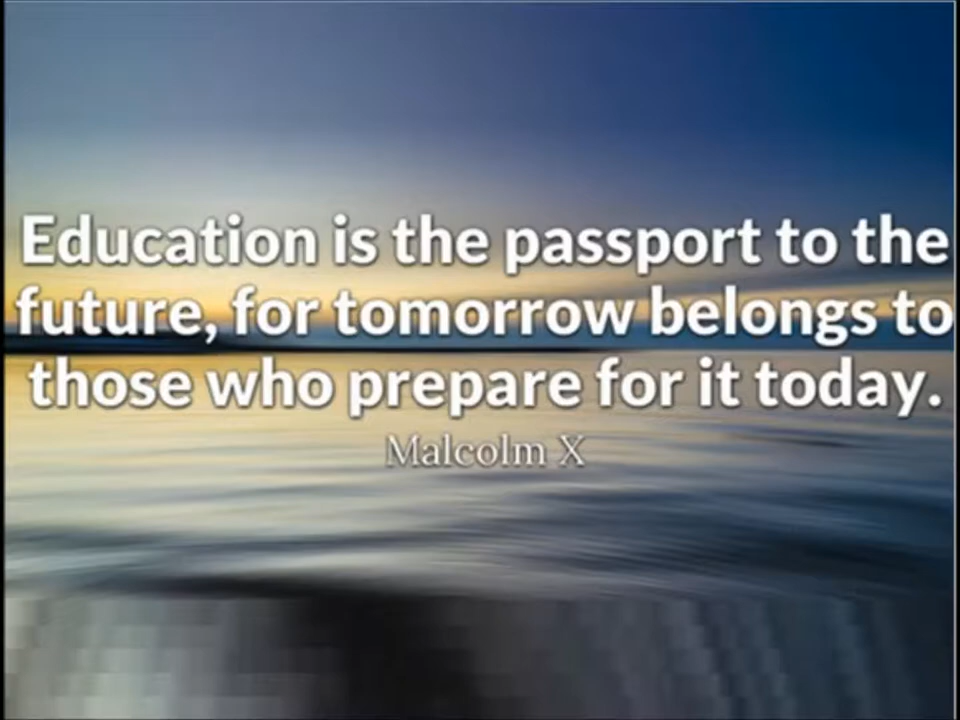 Education is the passport to the
future, for tomorrow belongs to
those who prepare for it today.
Malcolm X